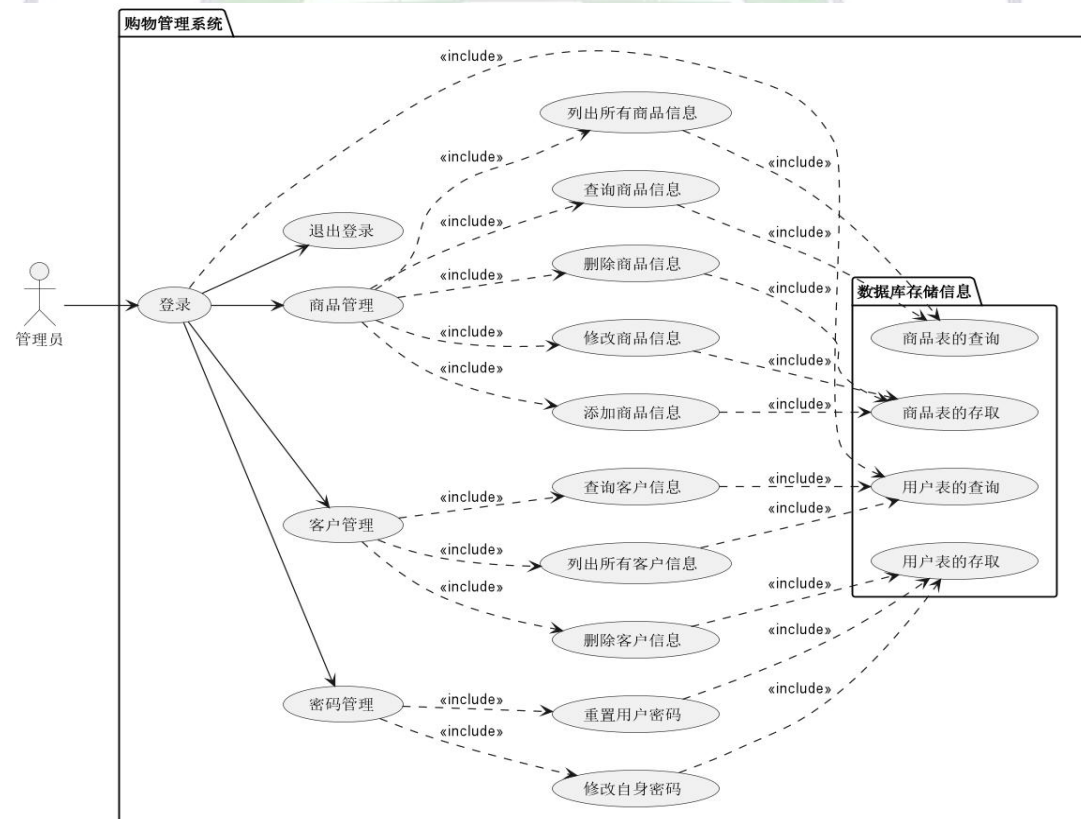 购物管理系统
«include»
列出所有商品信息
«include»
«include»
查询商品信息
«include»
«include»
退出登录
删除商品信息
«include»
«include»
数据库存储信息
管理员
登录
商品管理
修改商品信息
«include»
«include»
商品表的查询
«include»
添加商品信息
«include»
商品表的存取
查询客户信息
«include»
用户表的查询
«include»
客户管理
«include»
«include»
列出所有客户信息
用户表的存取
«include»
删除客户信息
«include»
«include»
密码管理
«include»
重置用户密码
«include»
«include»
修改自身密码